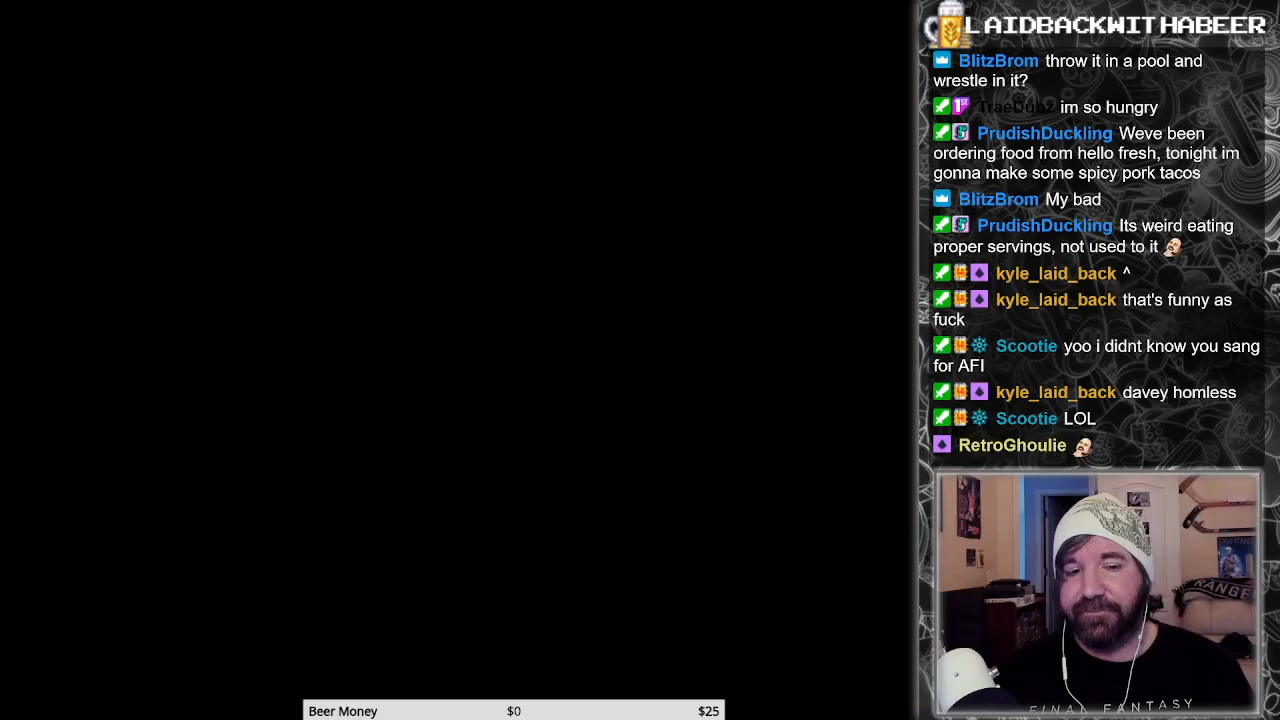 LAIDBACKWITHABEER
BlitzBrom throw it in a pool and
wrestle in it?
1ST TraeDubz im so hungry
PrudishDuckling Weve been
ordering food from hello fresh, tonight im
gonna make some spicy pork tacos
BlitzBrom My bad
PrudishDuckling Its weird eating
proper servings, not used to it
kyle_laid_back ^
kyle_laid_back that's funny as
fuck
Scootie yoo i didnt know you sang
for AFI
kyle_laid_back davey homless
Scootie LOL
RetroGhoulie
RANGE
FINAL FANTASY
Beer Money $0 $25